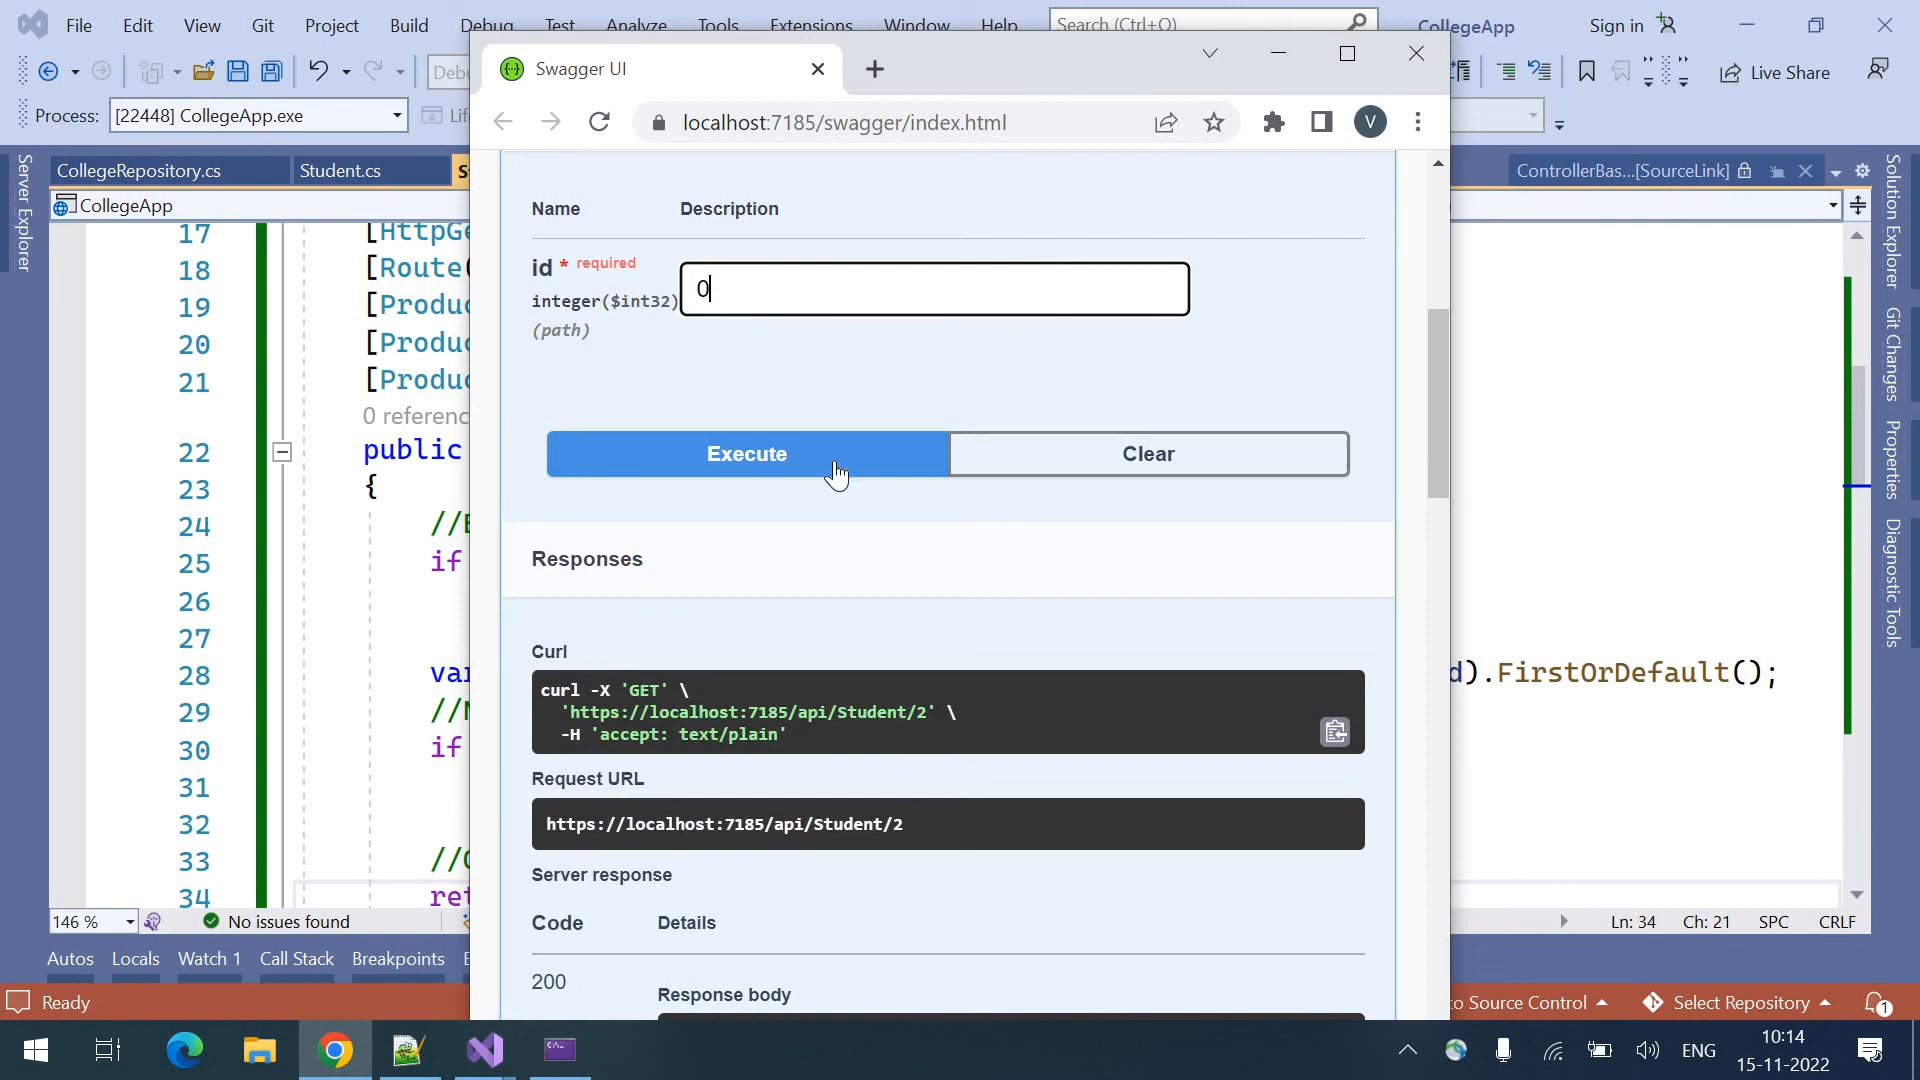 File Edit View Git Project Build Debug Test Analyze Tools Extensions Window Help Search (Ctrl+Q) CollegeApp Sign in
Swagger UI
Live Share
Process: [22448] CollegeApp.exe
localhost:7185/swagger/index.html
V
CollegeRepository.cs Student.cs
ControllerBas...[SourceLink]
CollegeApp
Server Explorer
Solution Explorer
Git Changes
Properties
Diagnostic Tools
Name Description
id * required
integer($int32)
(path)
0
Execute Clear
Responses
Curl
curl -X 'GET' \
'https://localhost:7185/api/Student/2' \
-H 'accept: text/plain'
Request URL
https://localhost:7185/api/Student/2
Server response
Code Details
200
Response body
17 [HttpGe
18 [Route(
19 [Produc
20 [Produc
21 [Produc
0 referenc
22 public
23 {
24 //B
25 if
26
27
28 var
d).FirstOrDefault();
29 //N
30 if
31
32
33 //O
34 ret
146 % No issues found Ln: 34 Ch: 21 SPC CRLF
Autos Locals Watch 1 Call Stack Breakpoints
Ready
to Source Control Select Repository 1
ENG
10:14
15-11-2022